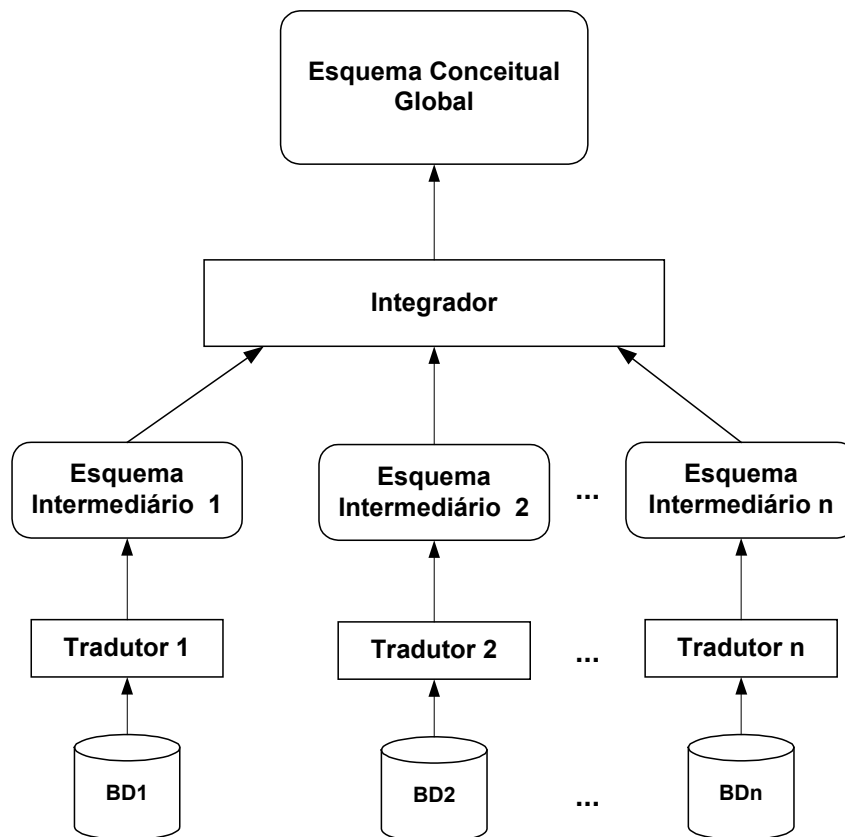 Esquema Conceitual
Global
Integrador
Esquema
Intermediário 1
Esquema
Intermediário 2
...
Esquema
Intermediário n
Tradutor 1
Tradutor 2
...
Tradutor n
BD1
BD2
...
BDn